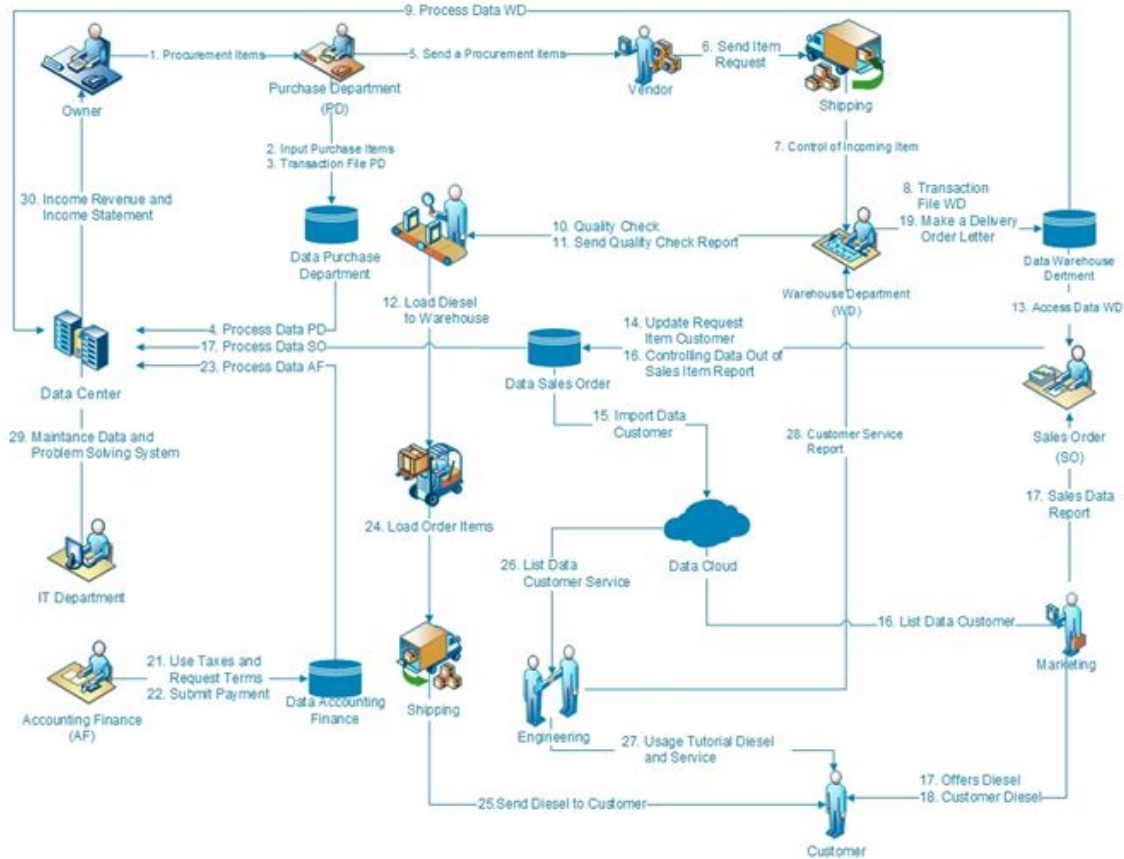 9. Process Data WD
1. Procurement Items
5. Send a Procurement Items
6. Send Item
Request
Owner
Purchase Department
(PD)
Vendor
Shipping
2. Input Purchase Items
3. Transaction File PD
7. Control of Incoming Item
30. Income Revenue and
Income Statement
8. Transaction
File WD
19. Make a Delivery
Order Letter
10. Quality Check
11. Send Quality Check Report
Data Purchase
Department
Data Warehouse
Dertment
Warehouse Department
(WD)
12. Load Diesel
to Warehouse
13. Access Data WD
4. Process Data PD
17. Process Data SO
23. Process Data AF
14. Update Request
Item Customer
16. Controlling Data Out of
Sales Item Report
Data Center
Data Sales Order
15. Import Data
Customer
28. Customer Service
Report
Sales Order
(SO)
29. Maintance Data and
Problem Solving System
17. Sales Data
Report
24. Load Order Items
26. List Data
Customer Service
Data Cloud
IT Department
16. List Data Customer
Marketing
21. Use Taxes and
Request Terms
22. Submit Payment
Accounting Finance
(AF)
Data Accounting
Finance
Shipping
Engineering
27. Usage Tutorial Diesel
and Service
17. Offers Diesel
18. Customer Diesel
25.Send Diesel to Customer
Customer